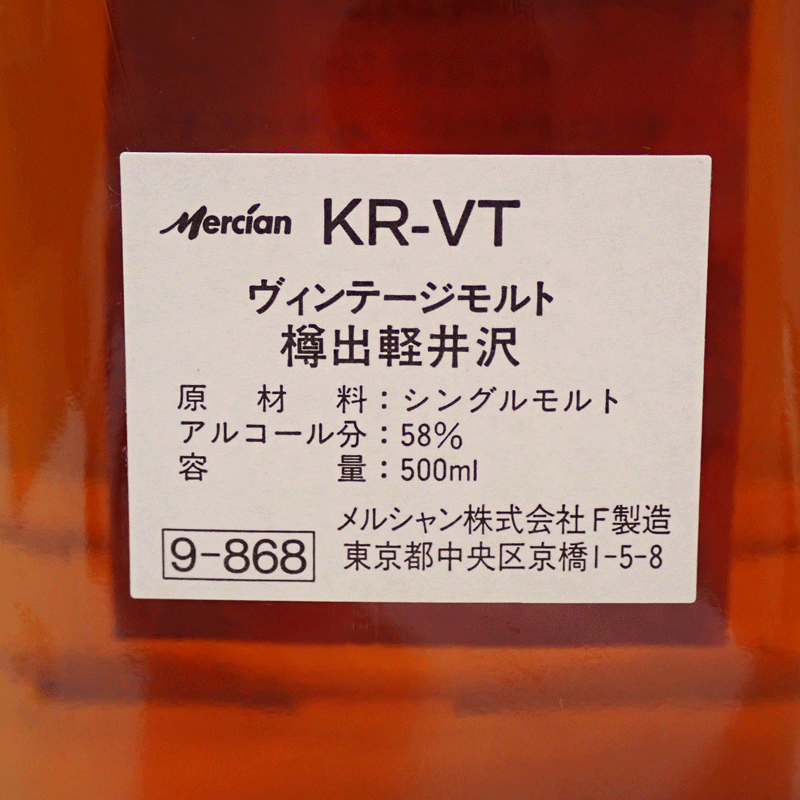 Mercian KR-VT
ヴィンテージモルト
樽出軽井沢
原材料：シングルモルト
アルコール分：58%
容量：500ml
メルシャン株式会社F製造
9-868 東京都中央区京橋1-5-8